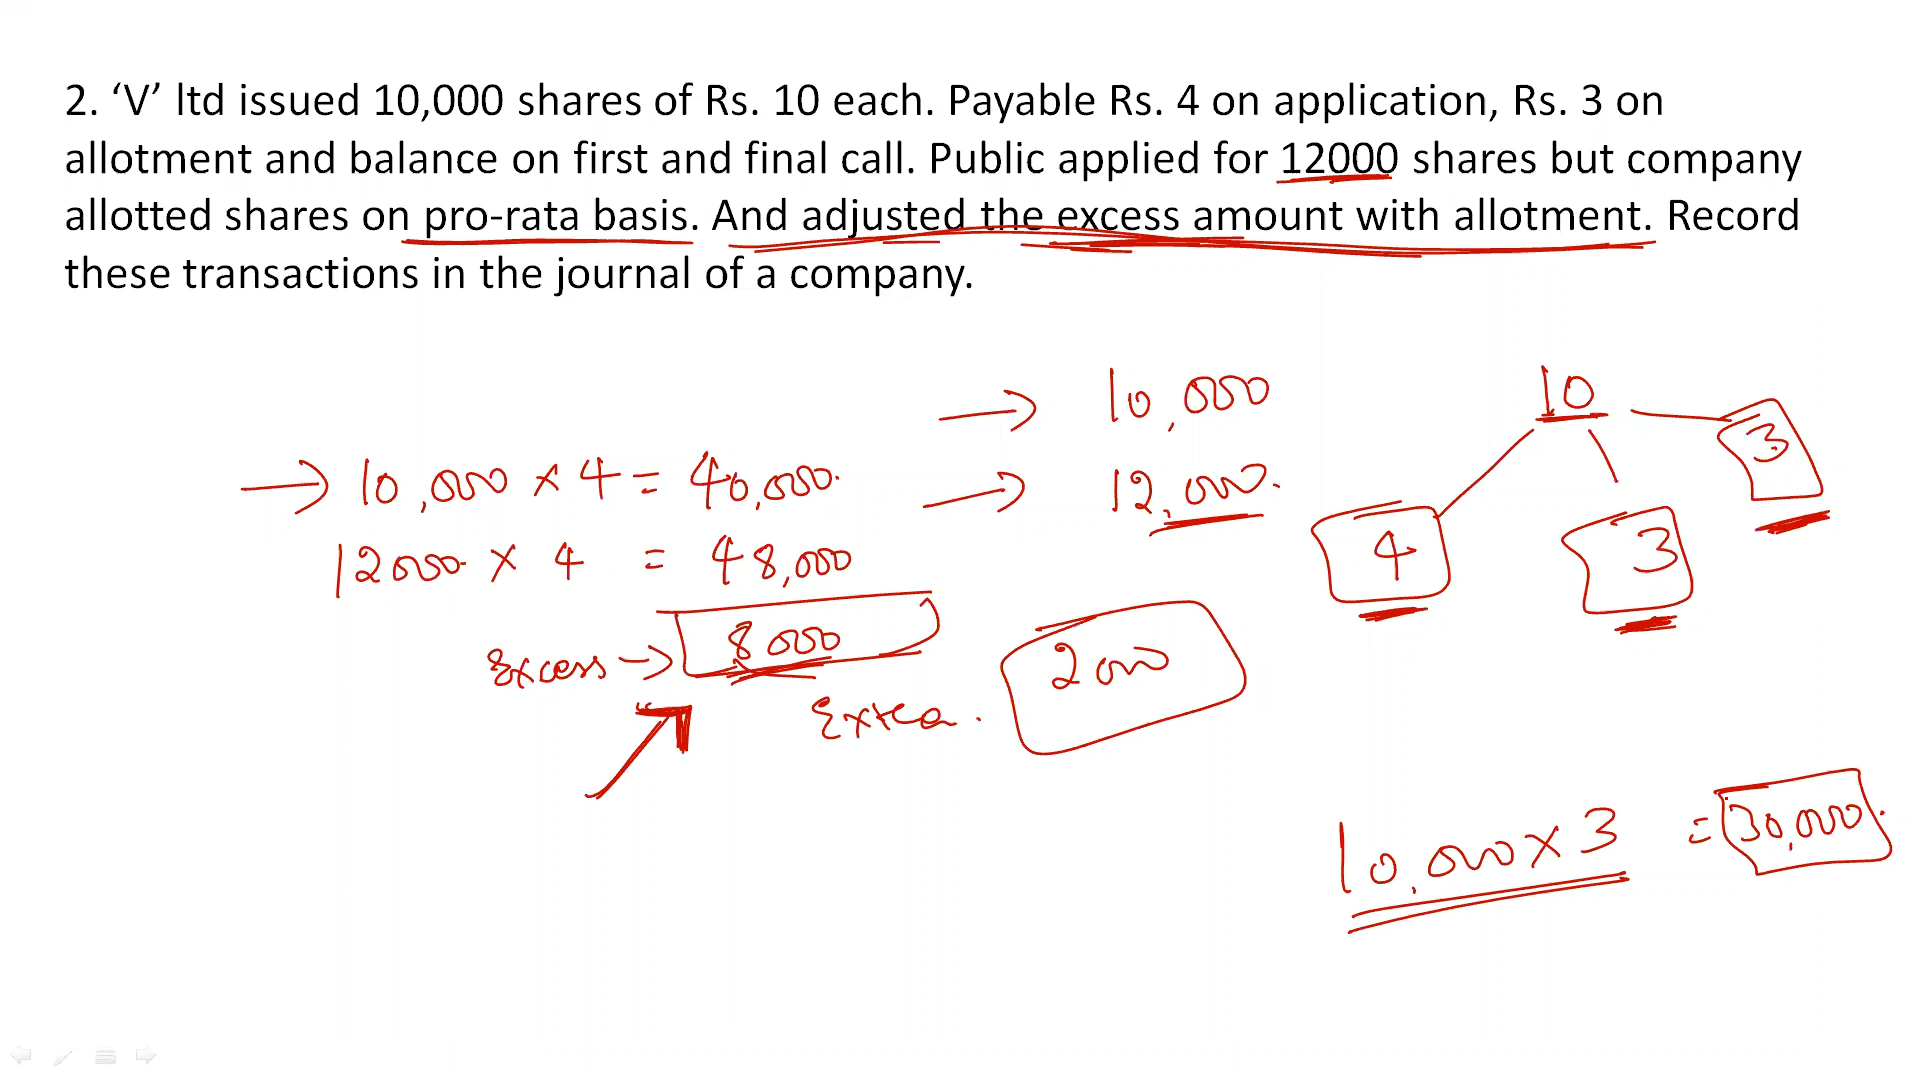 2. ‘V’ ltd issued 10,000 shares of Rs. 10 each. Payable Rs. 4 on application, Rs. 3 on
allotment and balance on first and final call. Public applied for 12000 shares but company
allotted shares on pro-rata basis. And adjusted the excess amount with allotment. Record
these transactions in the journal of a company.
10,000
10
3
10,000 × 4 = 40,000.
12,000.
4
3
12000 × 4 = 48,000
Excess → 8000
2000
Extra.
10,000 × 3 = 30,000.